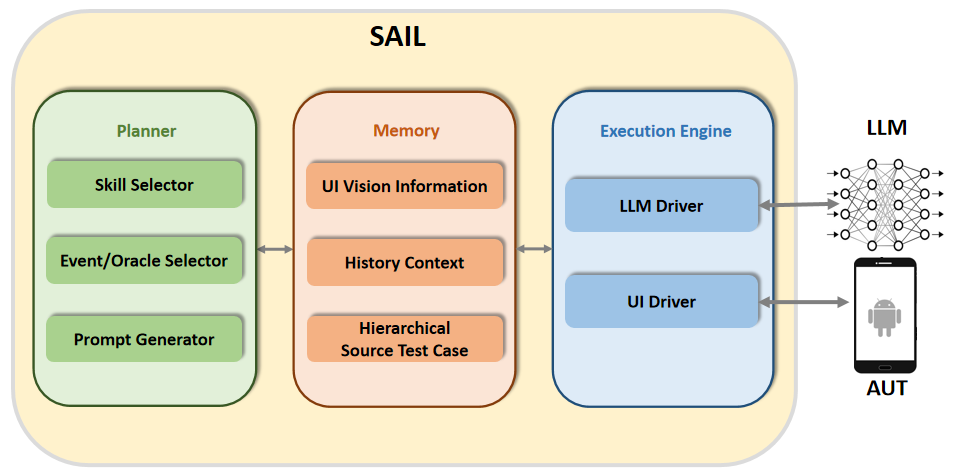 SAIL
Planner
Skill Selector
Event/Oracle Selector
Prompt Generator
Memory
UI Vision Information
History Context
Hierarchical
Source Test Case
Execution Engine
LLM Driver
UI Driver
LLM
AUT